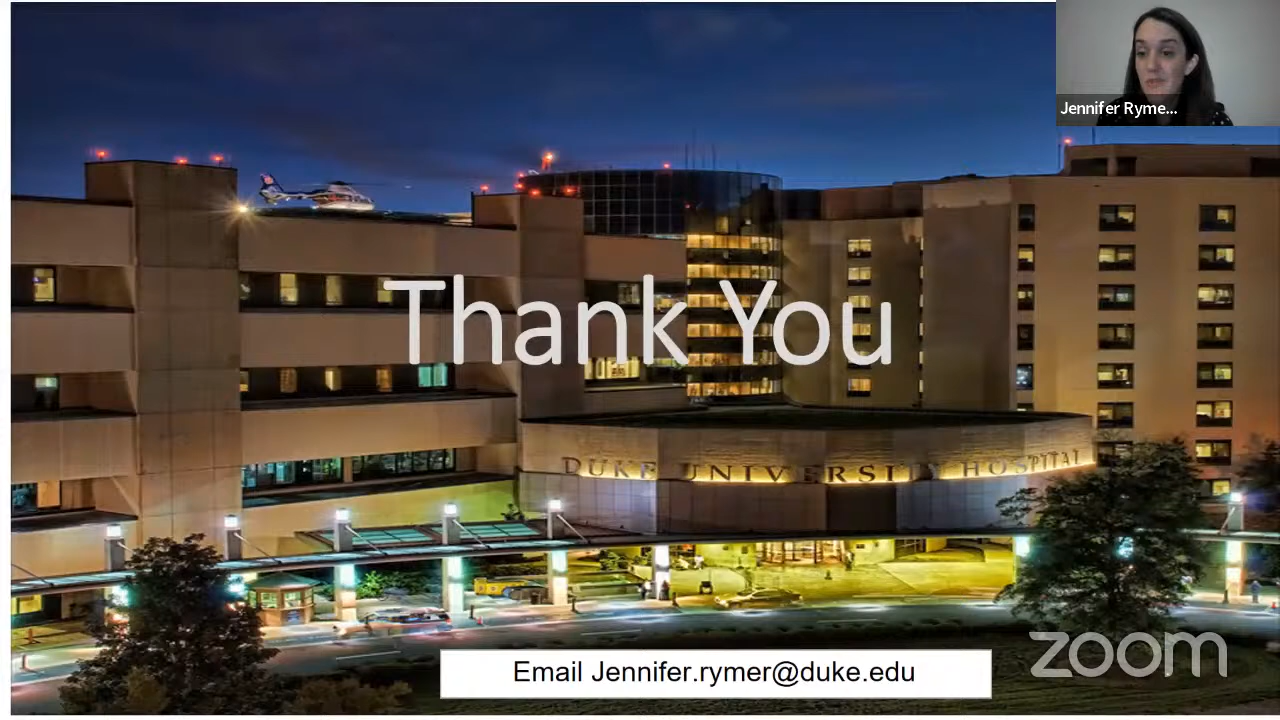 Jennifer Ryme...
Thank You
DUKE UNIVERSITY HOSPITAL
Email Jennifer.rymer@duke.edu
zoom